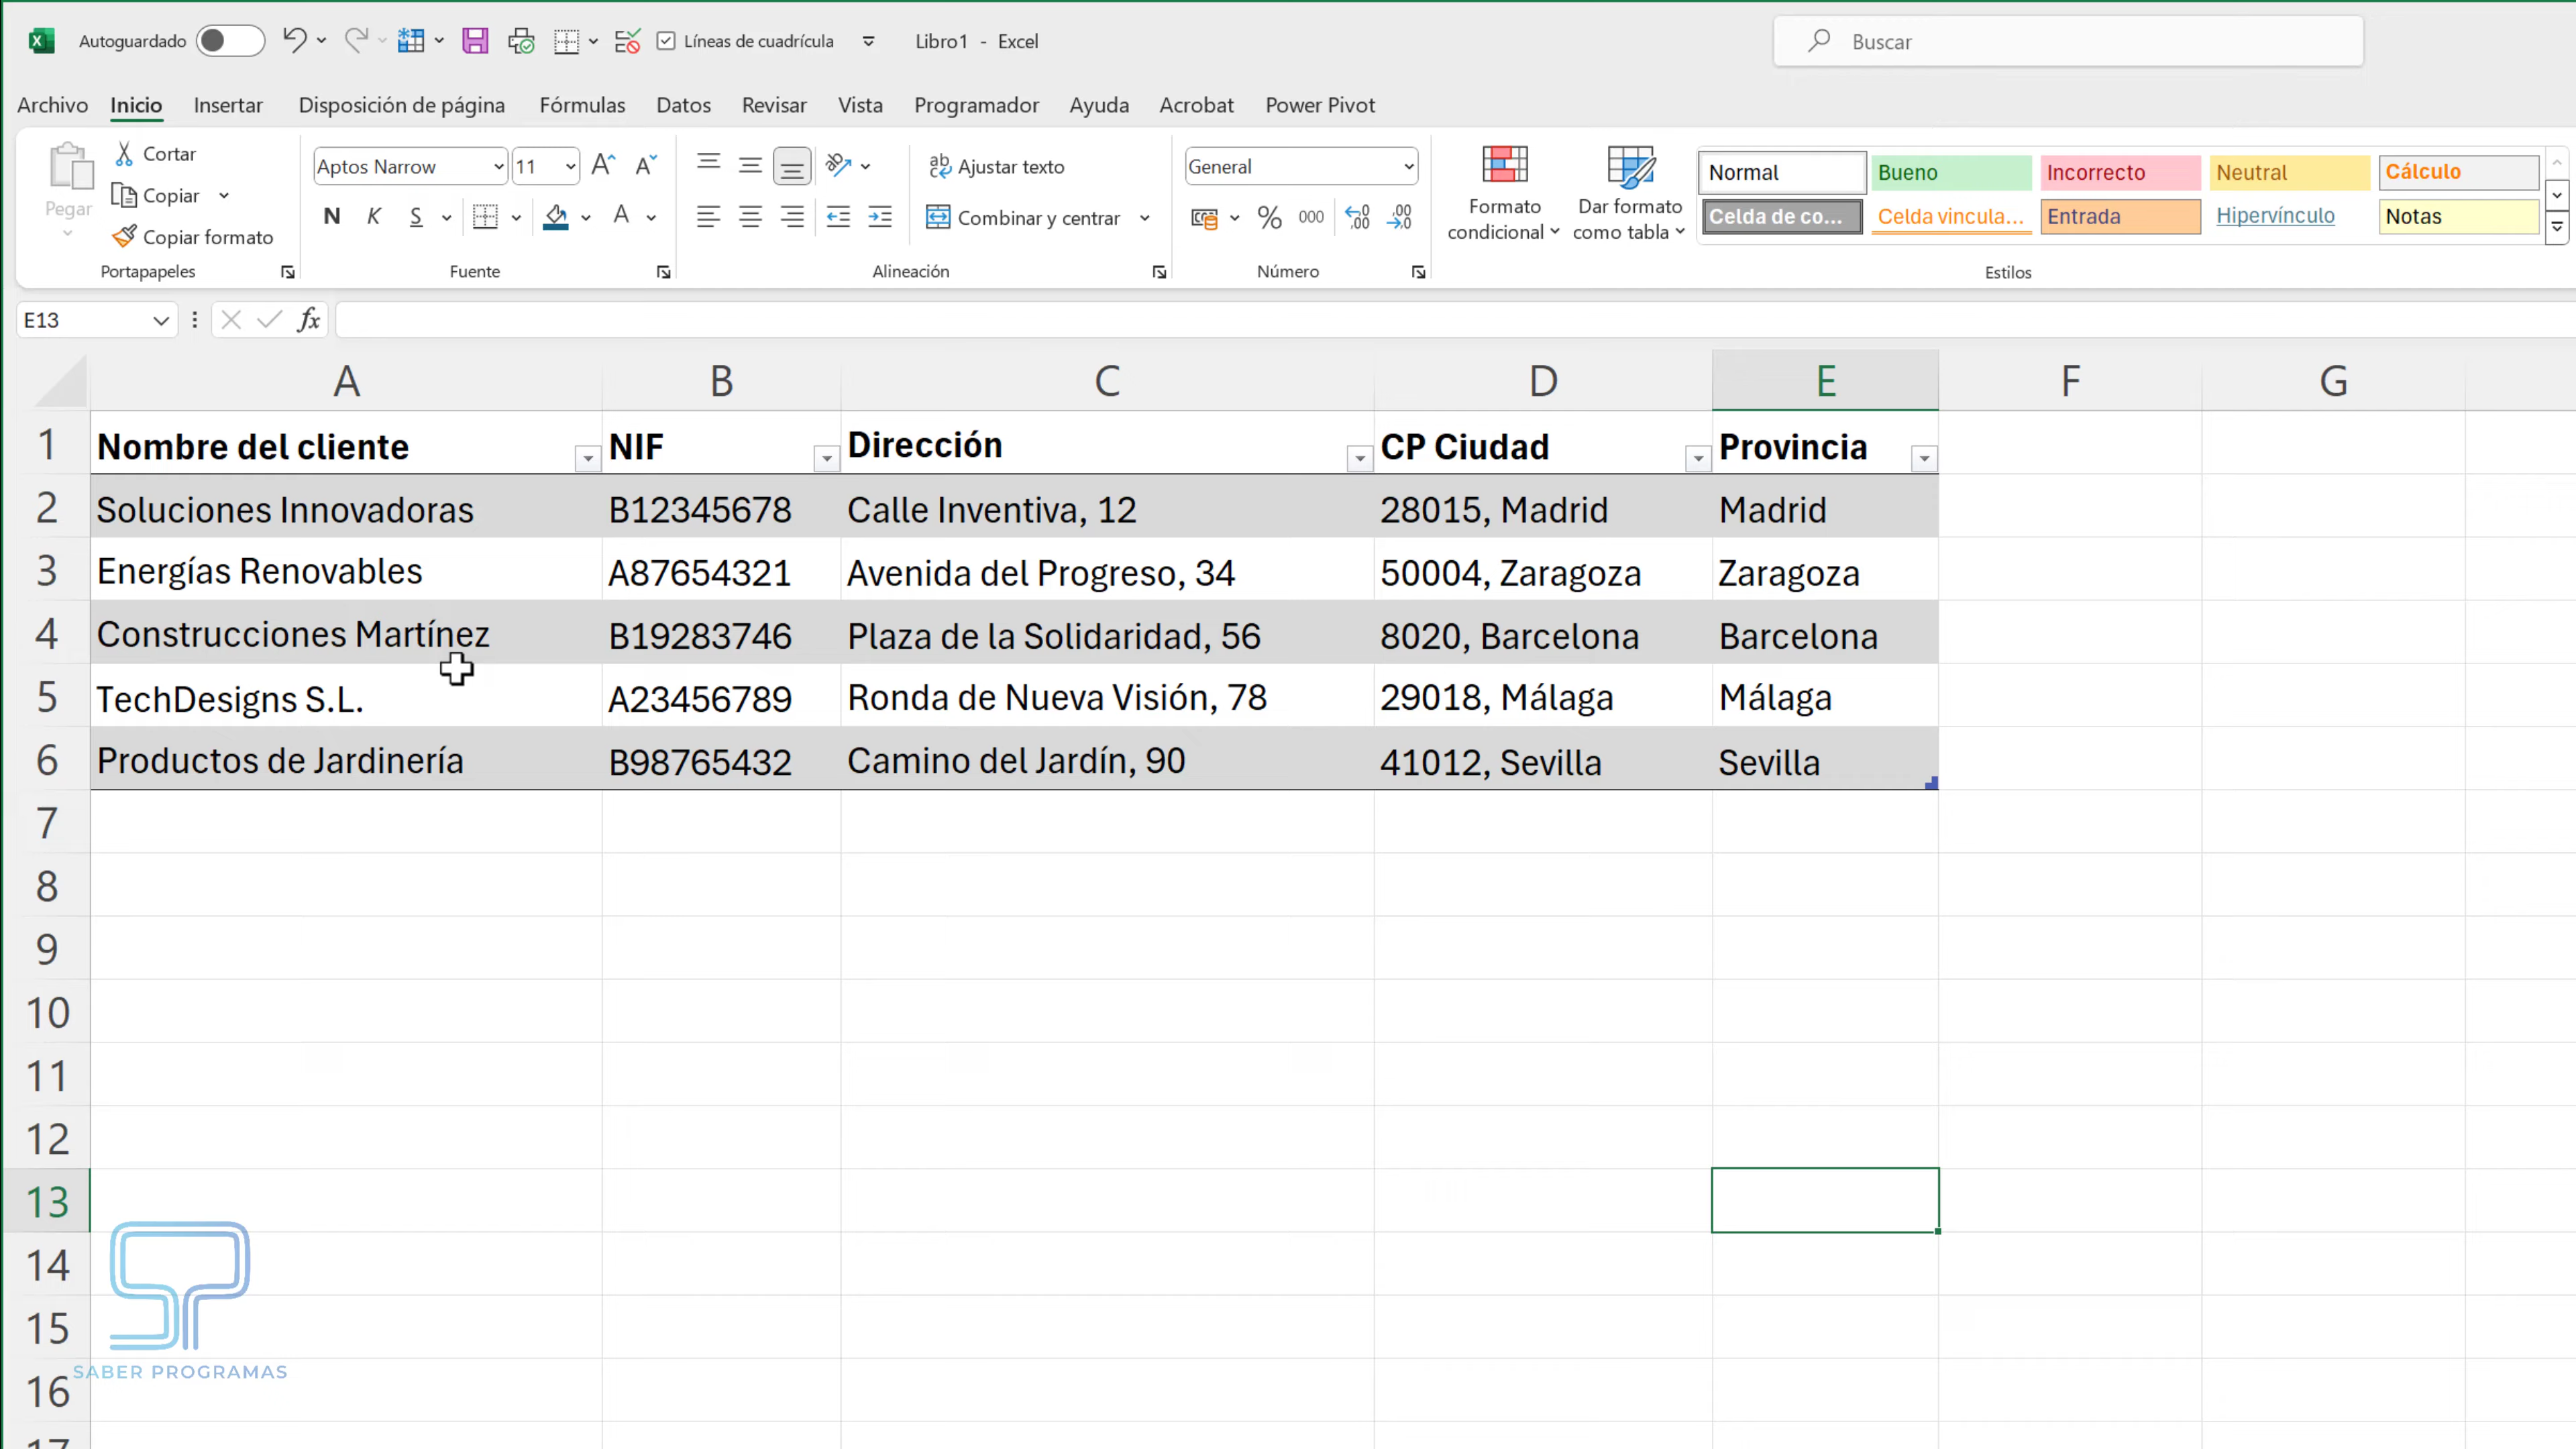 Autoguardado Líneas de cuadrícula Libro1 - Excel Buscar
Archivo Inicio Insertar Disposición de página Fórmulas Datos Revisar Vista Programador Ayuda Acrobat Power Pivot
Pegar
Cortar
Copiar
Copiar formato
Portapapeles
Aptos Narrow 11
N K S
Fuente
Ajustar texto
Combinar y centrar
Alineación
General
% 000
Número
Formato condicional
Dar formato como tabla
Normal Bueno Incorrecto Neutral Cálculo
Celda de co... Celda vincula... Entrada Hipervínculo Notas
Estilos
E13 fx
A B C D E F G
1 Nombre del cliente NIF Dirección CP Ciudad Provincia
2 Soluciones Innovadoras B12345678 Calle Inventiva, 12 28015, Madrid Madrid
3 Energías Renovables A87654321 Avenida del Progreso, 34 50004, Zaragoza Zaragoza
4 Construcciones Martínez B19283746 Plaza de la Solidaridad, 56 8020, Barcelona Barcelona
5 TechDesigns S.L. A23456789 Ronda de Nueva Visión, 78 29018, Málaga Málaga
6 Productos de Jardinería B98765432 Camino del Jardín, 90 41012, Sevilla Sevilla
7
8
9
10
11
12
13
14
15
SABER PROGRAMAS
16
17